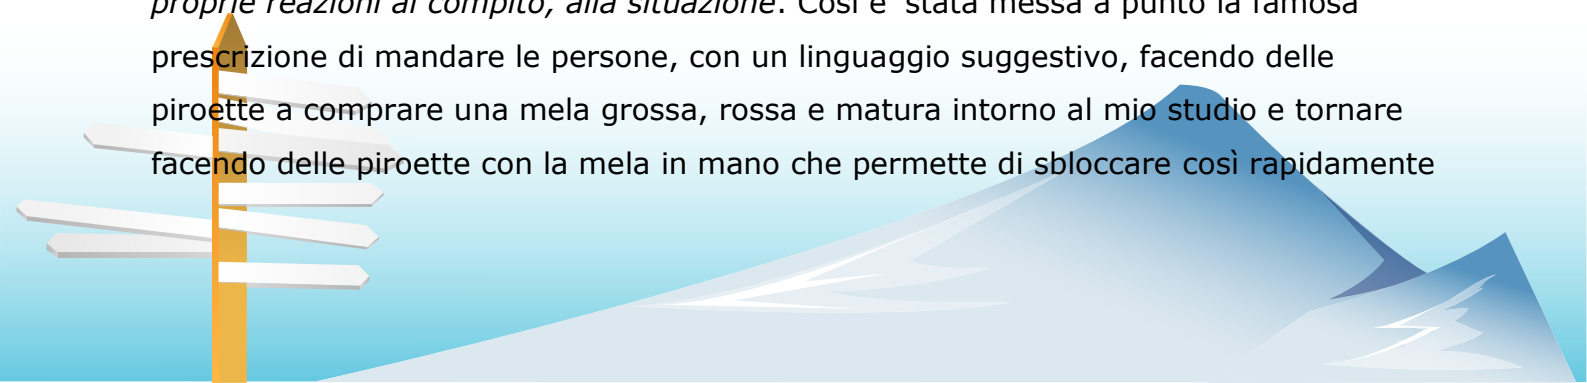 proprie reazioni al compito, alla situazione. Così e' stata messa a punto la famosa
prescrizione di mandare le persone, con un linguaggio suggestivo, facendo delle
piroette a comprare una mela grossa, rossa e matura intorno al mio studio e tornare
facendo delle piroette con la mela in mano che permette di sbloccare così rapidamente